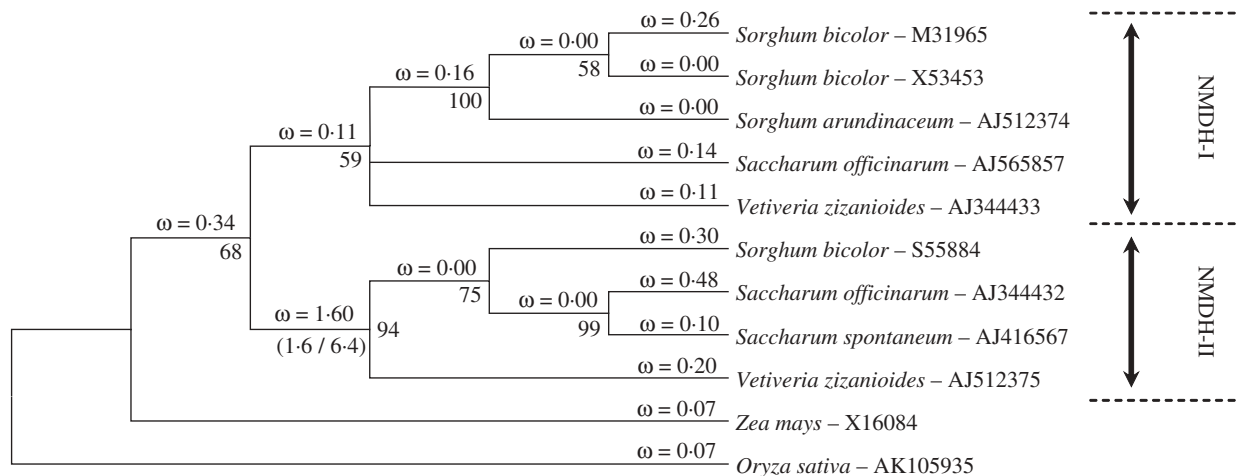 ω = 0·26
Sorghum bicolor – M31965
ω = 0·00
58
ω = 0·00
Sorghum bicolor – X53453
ω = 0·16
100
ω = 0·00
Sorghum arundinaceum – AJ512374
ω = 0·11
59
ω = 0·14
Saccharum officinarum – AJ565857
ω = 0·11
Vetiveria zizanioides – AJ344433
NMDH-I
ω = 0·34
68
ω = 0·30
Sorghum bicolor – S55884
ω = 0·00
75
ω = 0·48
Saccharum officinarum – AJ344432
ω = 0·00
99
ω = 0·10
Saccharum spontaneum – AJ416567
ω = 1·60
(1·6 / 6·4)
94
ω = 0·20
Vetiveria zizanioides – AJ512375
NMDH-II
ω = 0·07
Zea mays – X16084
ω = 0·07
Oryza sativa – AK105935